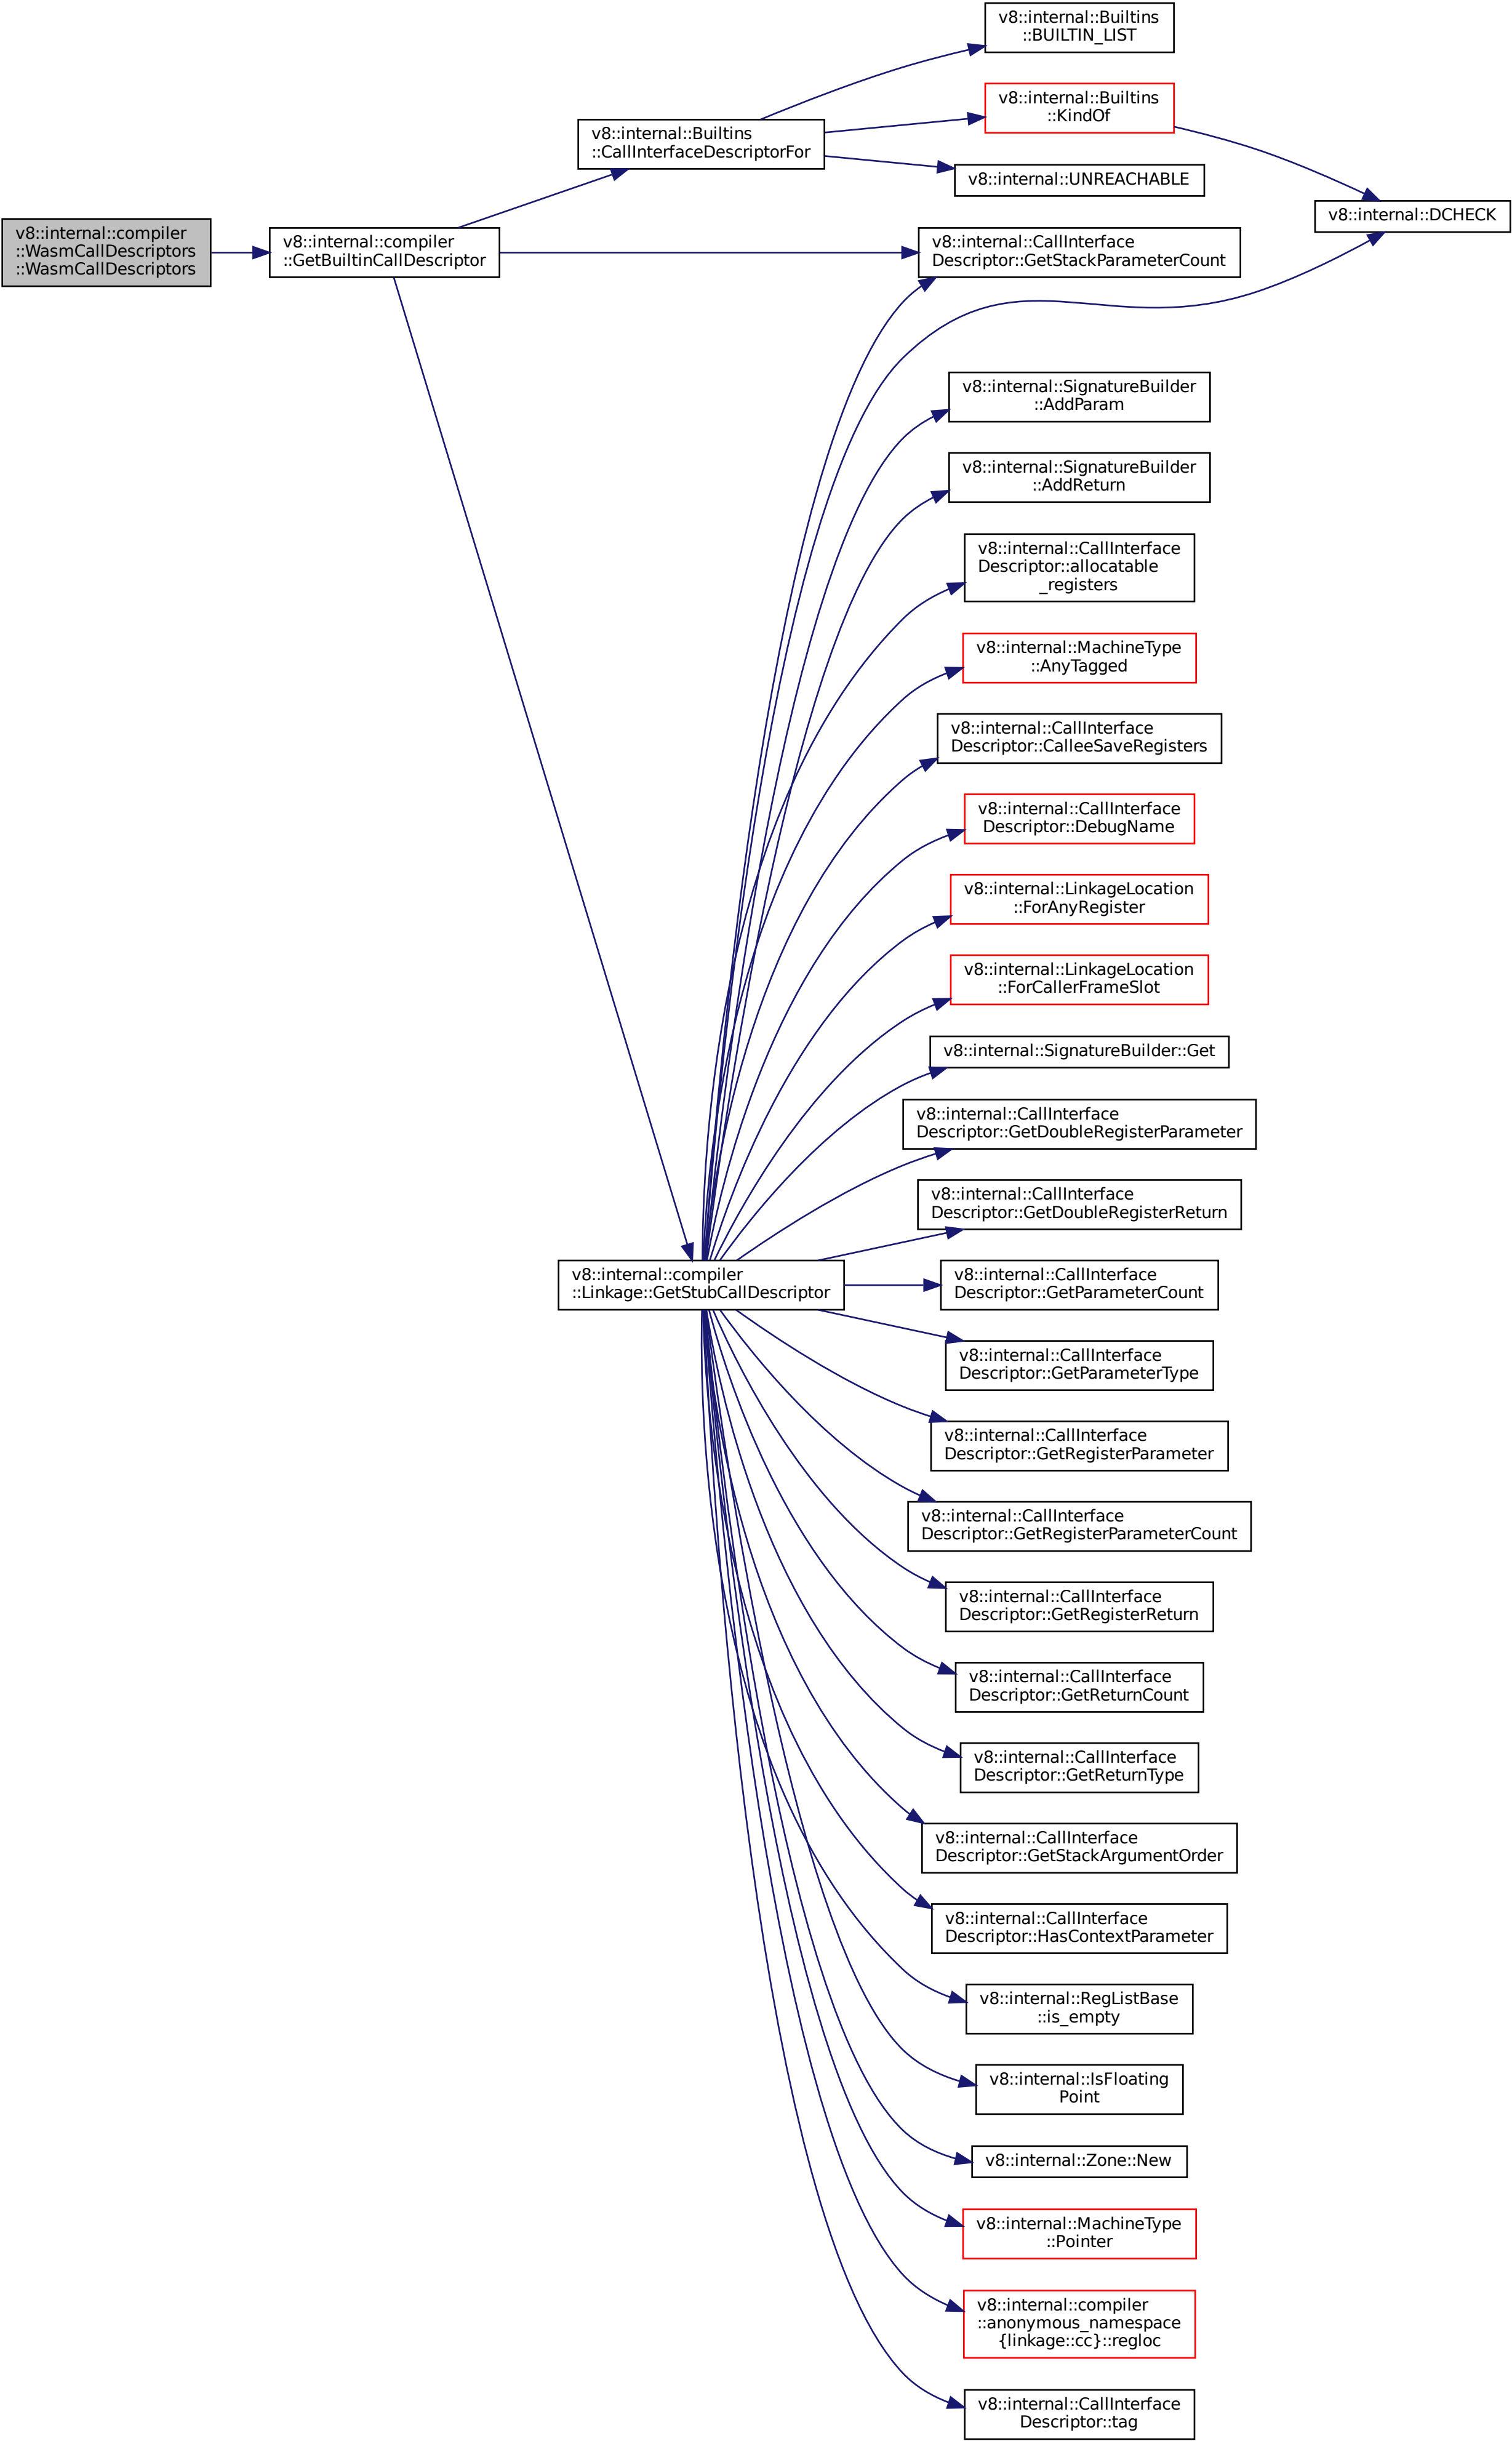 v8::internal::compiler
::WasmCallDescriptors
::WasmCallDescriptors
v8::internal::compiler
::GetBuiltinCallDescriptor
v8::internal::Builtins
::CallInterfaceDescriptorFor
v8::internal::compiler
::Linkage::GetStubCallDescriptor
v8::internal::Builtins
::BUILTIN_LIST
v8::internal::Builtins
::KindOf
v8::internal::UNREACHABLE
v8::internal::DCHECK
v8::internal::CallInterface
Descriptor::GetStackParameterCount
v8::internal::SignatureBuilder
::AddParam
v8::internal::SignatureBuilder
::AddReturn
v8::internal::CallInterface
Descriptor::allocatable
_registers
v8::internal::MachineType
::AnyTagged
v8::internal::CallInterface
Descriptor::CalleeSaveRegisters
v8::internal::CallInterface
Descriptor::DebugName
v8::internal::LinkageLocation
::ForAnyRegister
v8::internal::LinkageLocation
::ForCallerFrameSlot
v8::internal::SignatureBuilder::Get
v8::internal::CallInterface
Descriptor::GetDoubleRegisterParameter
v8::internal::CallInterface
Descriptor::GetDoubleRegisterReturn
v8::internal::CallInterface
Descriptor::GetParameterCount
v8::internal::CallInterface
Descriptor::GetParameterType
v8::internal::CallInterface
Descriptor::GetRegisterParameter
v8::internal::CallInterface
Descriptor::GetRegisterParameterCount
v8::internal::CallInterface
Descriptor::GetRegisterReturn
v8::internal::CallInterface
Descriptor::GetReturnCount
v8::internal::CallInterface
Descriptor::GetReturnType
v8::internal::CallInterface
Descriptor::GetStackArgumentOrder
v8::internal::CallInterface
Descriptor::HasContextParameter
v8::internal::RegListBase
::is_empty
v8::internal::IsFloating
Point
v8::internal::Zone::New
v8::internal::MachineType
::Pointer
v8::internal::compiler
::anonymous_namespace
{linkage::cc}::regloc
v8::internal::CallInterface
Descriptor::tag